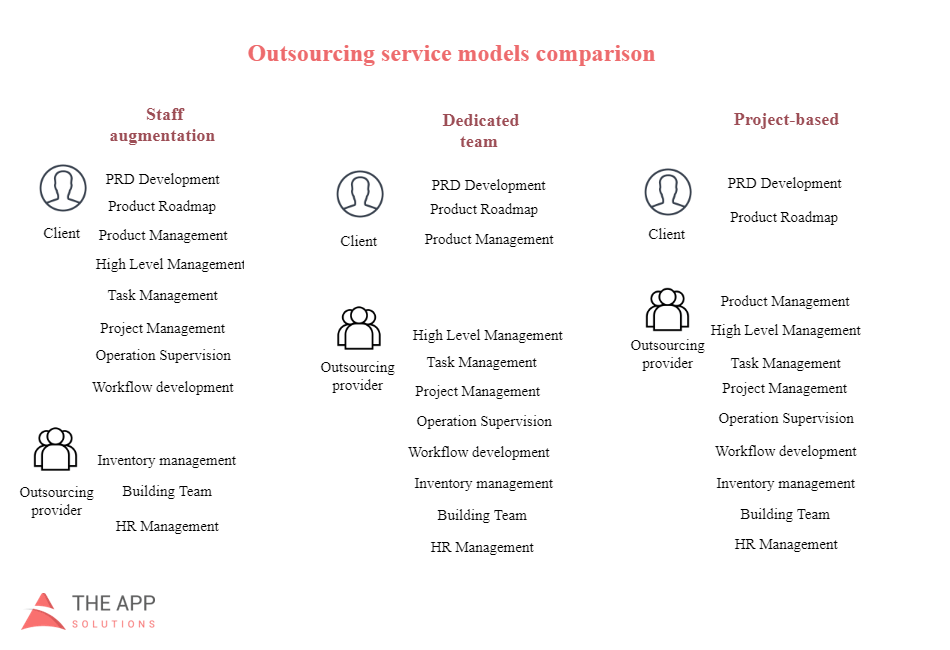 Outsourcing service models comparison
Staff
augmentation
Client
PRD Development
Product Roadmap
Product Management
High Level Management
Task Management
Project Management
Operation Supervision
Workflow development
Outsourcing
provider
Inventory management
Building Team
HR Management
Dedicated
team
Client
PRD Development
Product Roadmap
Product Management
Outsourcing
provider
High Level Management
Task Management
Project Management
Operation Supervision
Workflow development
Inventory management
Building Team
HR Management
Project-based
Client
PRD Development
Product Roadmap
Outsourcing
provider
Product Management
High Level Management
Task Management
Project Management
Operation Supervision
Workflow development
Inventory management
Building Team
HR Management
THE APP
SOLUTIONS